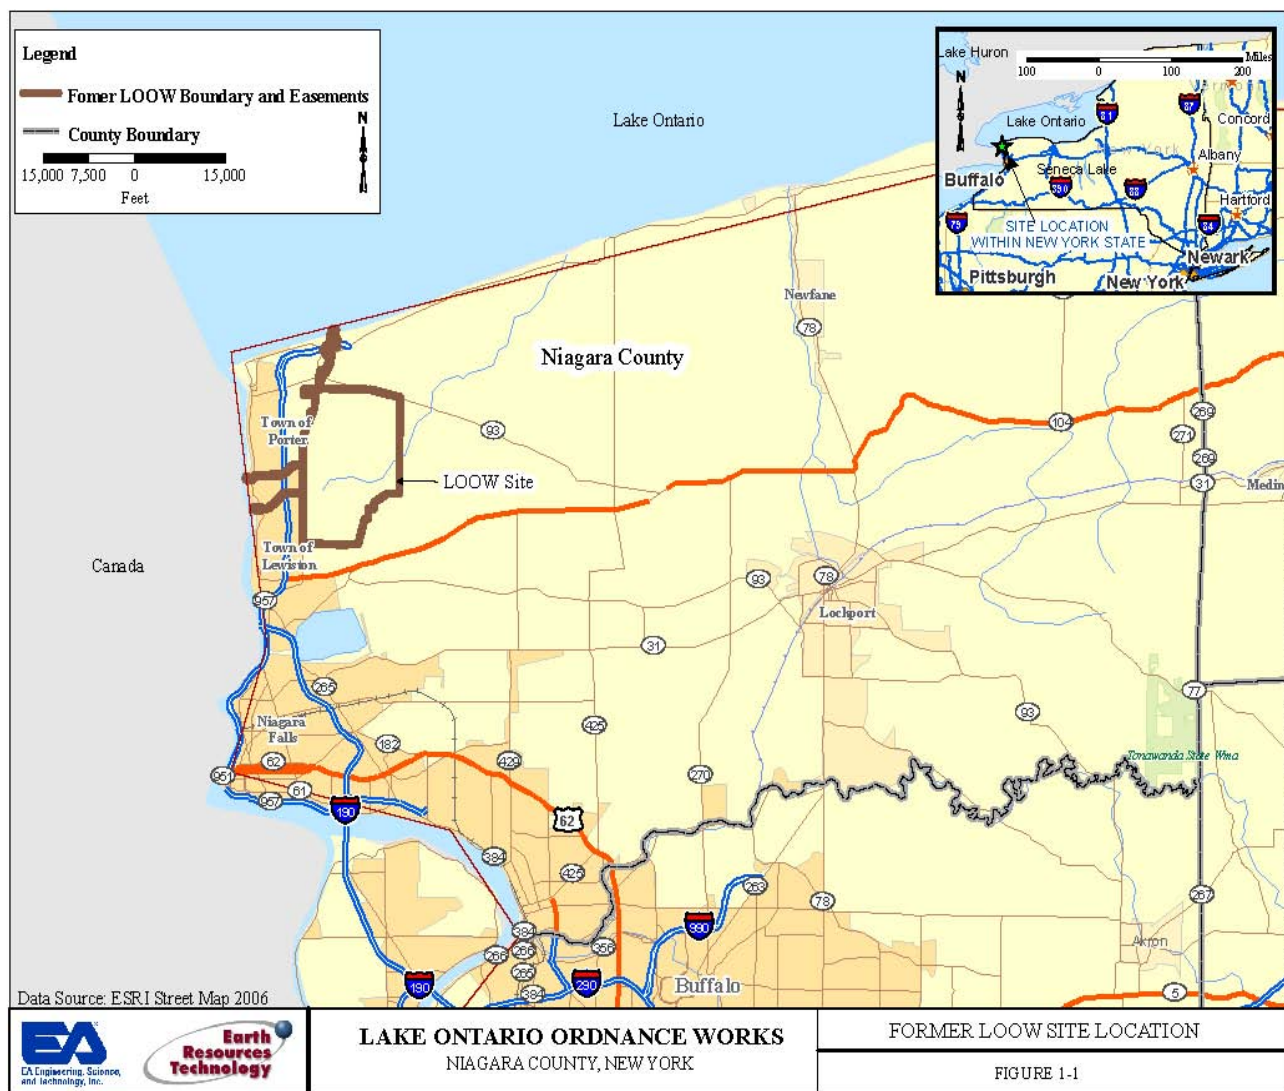 Legend
Fomer LOOW Boundary and Easements
County Boundary
15,000 7,500 0 15,000
Feet
N
Lake Ontario
Lake Huron
Miles
100 0 100 200
N
Vermont
81
87
Concord
Lake Ontario
New York
Albany
Buffalo
Seneca Lake
390
88
Hartford
79
SITE LOCATION
WITHIN NEW YORK STATE
84
Newark
Pittsburgh
New York
Newfane
78
Niagara County
Town of
Porter
93
104
269
271
269
31
Medin
LOOW Site
Town of
Lewiston
Canada
957
93
78
Lockport
31
265
77
93
Niagara
Falls
182
425
62
429
270
Tonawanda State Wma
951
957
61
190
62
384
425
263
78
267
990
384
266
266
356
265
Akron
190
384
290
Buffalo
5
Data Source: ESRI Street Map 2006
EA
EA Engineering, Science,
and Technology, Inc.
Earth
Resources
Technology
LAKE ONTARIO ORDNANCE WORKS
NIAGARA COUNTY, NEW YORK
FORMER LOOW SITE LOCATION
FIGURE 1-1